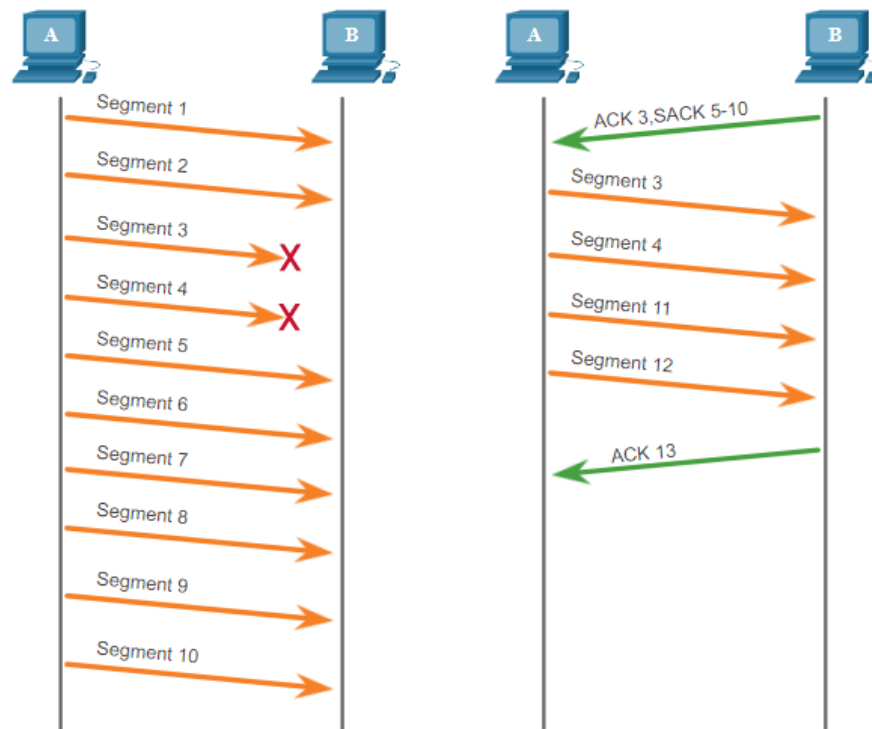 A
B
Segment 1
Segment 2
Segment 3
X
Segment 4
X
Segment 5
Segment 6
Segment 7
Segment 8
Segment 9
Segment 10
A
B
ACK 3,SACK 5-10
Segment 3
Segment 4
Segment 11
Segment 12
ACK 13